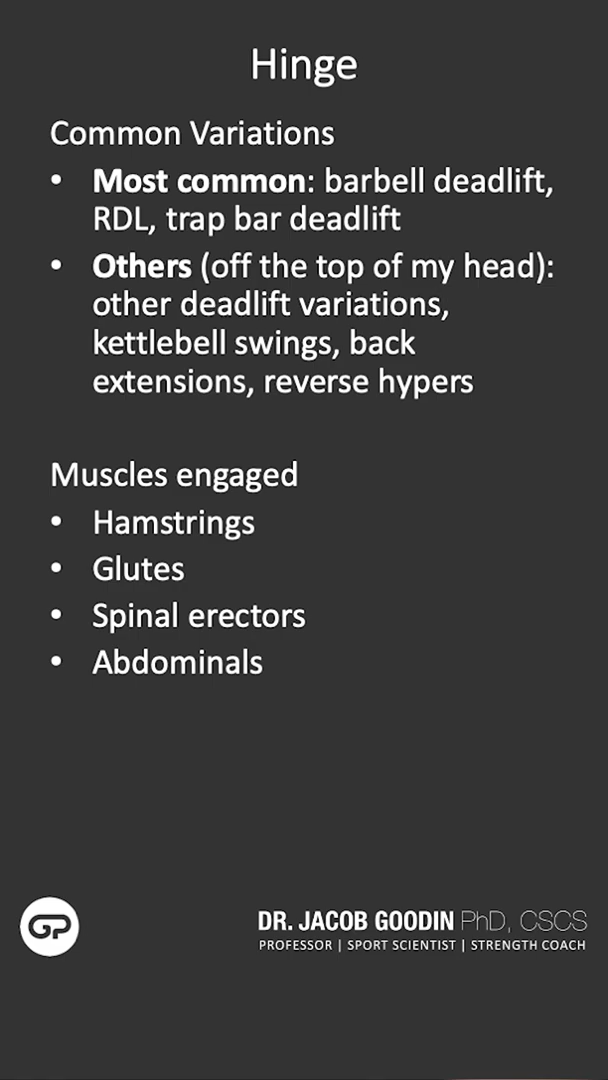 Hinge
Common Variations
• Most common: barbell deadlift,
RDL, trap bar deadlift
• Others (off the top of my head):
other deadlift variations,
kettlebell swings, back
extensions, reverse hypers
Muscles engaged
• Hamstrings
• Glutes
• Spinal erectors
• Abdominals
GP
DR. JACOB GOODIN PhD, CSCS
PROFESSOR | SPORT SCIENTIST | STRENGTH COACH